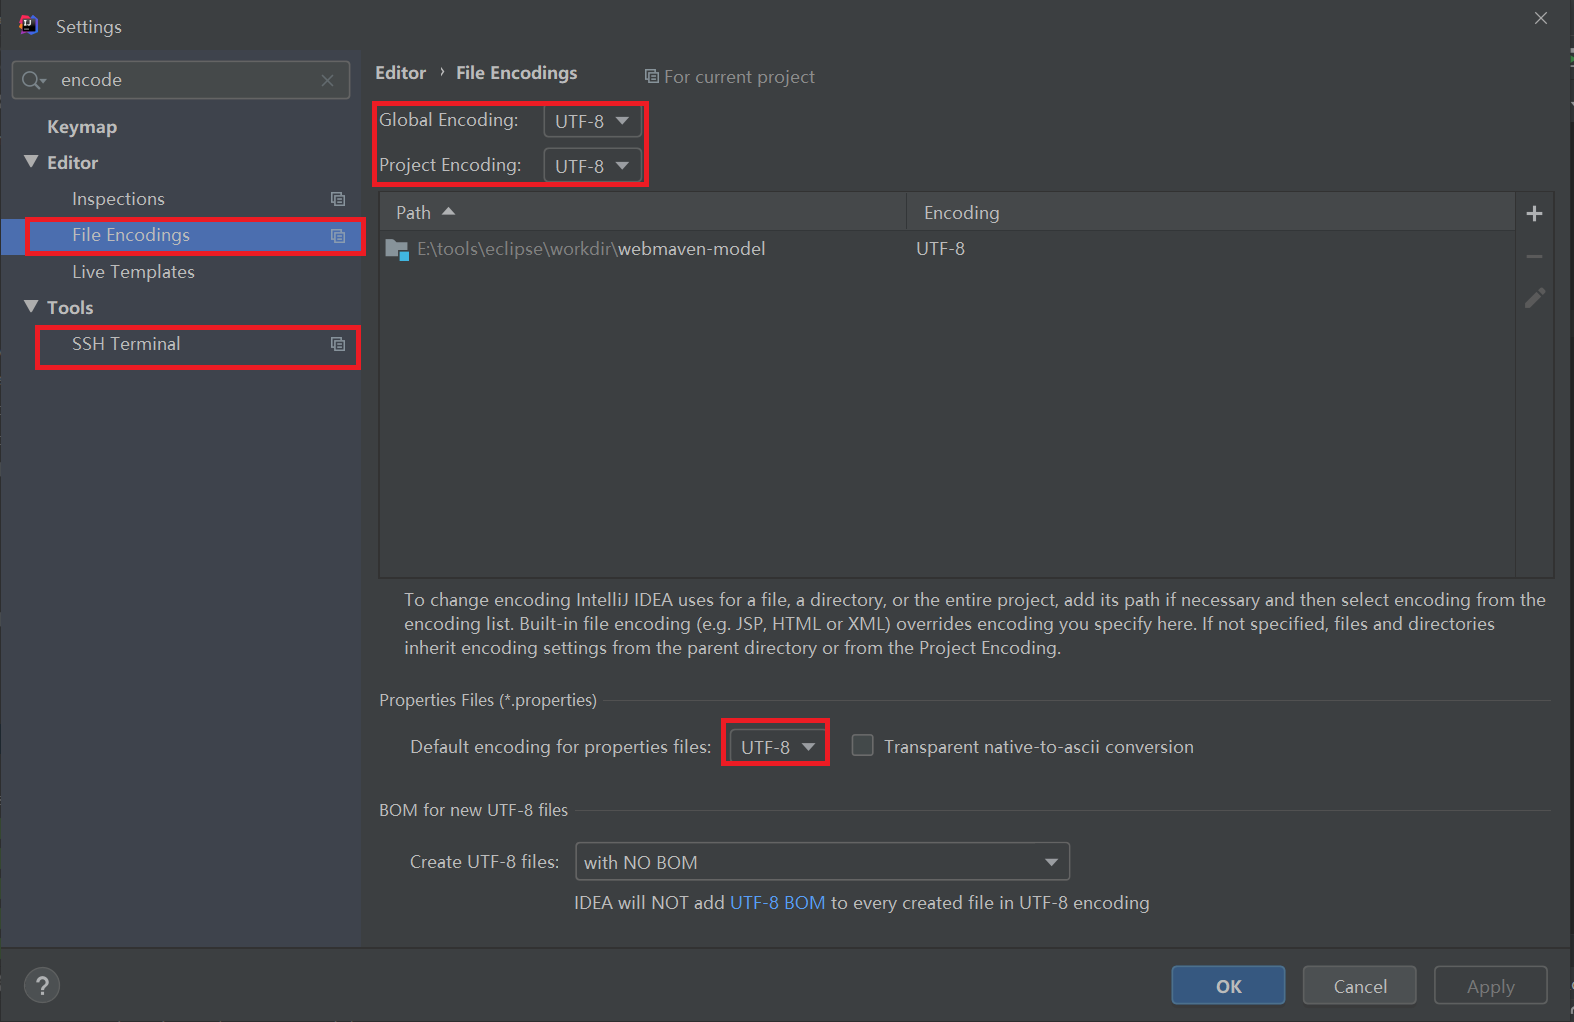 Settings
encode
Keymap
Editor
Inspections
File Encodings
Live Templates
Tools
SSH Terminal
Editor › File Encodings
For current project
Global Encoding: UTF-8
Project Encoding: UTF-8
Path Encoding
E:\tools\eclipse\workdir\webmaven-model UTF-8
To change encoding IntelliJ IDEA uses for a file, a directory, or the entire project, add its path if necessary and then select encoding from the
encoding list. Built-in file encoding (e.g. JSP, HTML or XML) overrides encoding you specify here. If not specified, files and directories
inherit encoding settings from the parent directory or from the Project Encoding.
Properties Files (*.properties)
Default encoding for properties files: UTF-8 Transparent native-to-ascii conversion
BOM for new UTF-8 files
Create UTF-8 files: with NO BOM
IDEA will NOT add UTF-8 BOM to every created file in UTF-8 encoding
? OK Cancel Apply